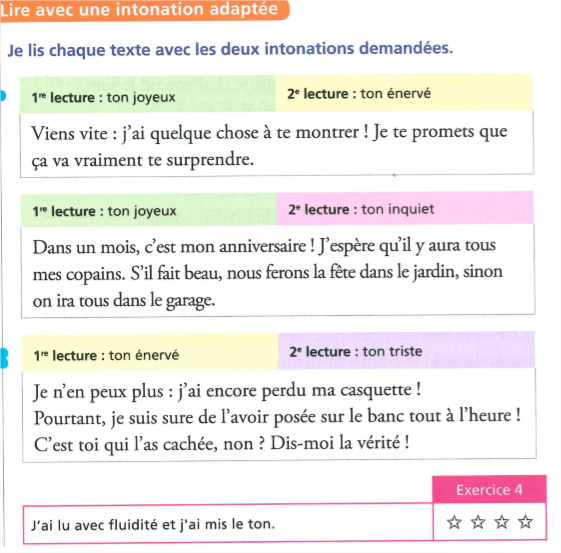 Lire avec une intonation adaptée
Je lis chaque texte avec les deux intonations demandées.
1re lecture : ton joyeux
2e lecture : ton énervé
Viens vite : j'ai quelque chose à te montrer ! Je te promets que
ça va vraiment te surprendre.
1re lecture : ton joyeux
2e lecture : ton inquiet
Dans un mois, c'est mon anniversaire ! J'espère qu'il y aura tous
mes copains. S'il fait beau, nous ferons la fête dans le jardin, sinon
on ira tous dans le garage.
1re lecture : ton énervé
2e lecture : ton triste
Je n'en peux plus : j'ai encore perdu ma casquette !
Pourtant, je suis sure de l'avoir posée sur le banc tout à l'heure !
C'est toi qui l'as cachée, non ? Dis-moi la vérité !
Exercice 4
J'ai lu avec fluidité et j'ai mis le ton.